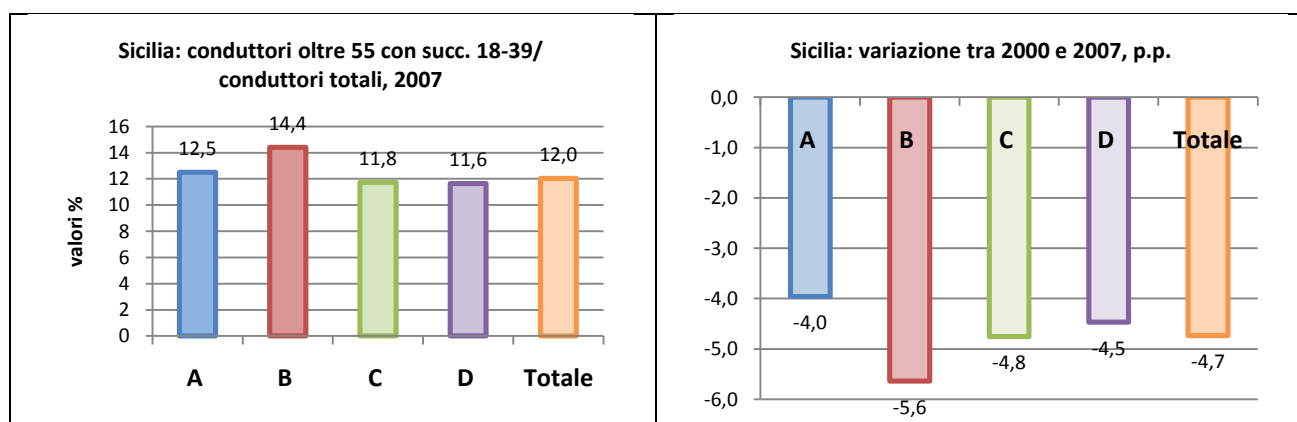 Sicilia: conduttori oltre 55 con succ. 18-39/
conduttori totali, 2007
valori %
16
14
12
10
8
6
4
2
0
12,5
14,4
11,8
11,6
12,0
A
B
C
D
Totale
Sicilia: variazione tra 2000 e 2007, p.p.
0,0
-1,0
-2,0
-3,0
-4,0
-5,0
-6,0
A
B
C
D
Totale
-4,0
-5,6
-4,8
-4,5
-4,7